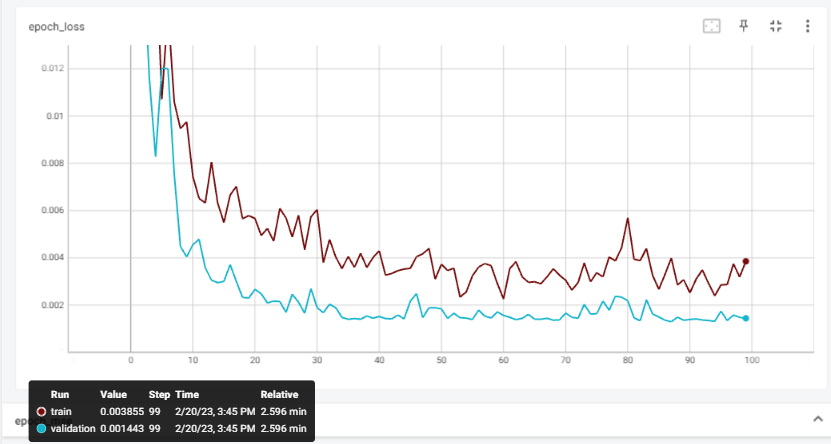 epoch_loss
0.012
0.01
0.008
0.006
0.004
0.002
0 10 20 30 40 50 60 70 80 90 100
Run Value Step Time Relative
train 0.003855 99 2/20/23, 3:45 PM 2.596 min
validation 0.001443 99 2/20/23, 3:45 PM 2.596 min